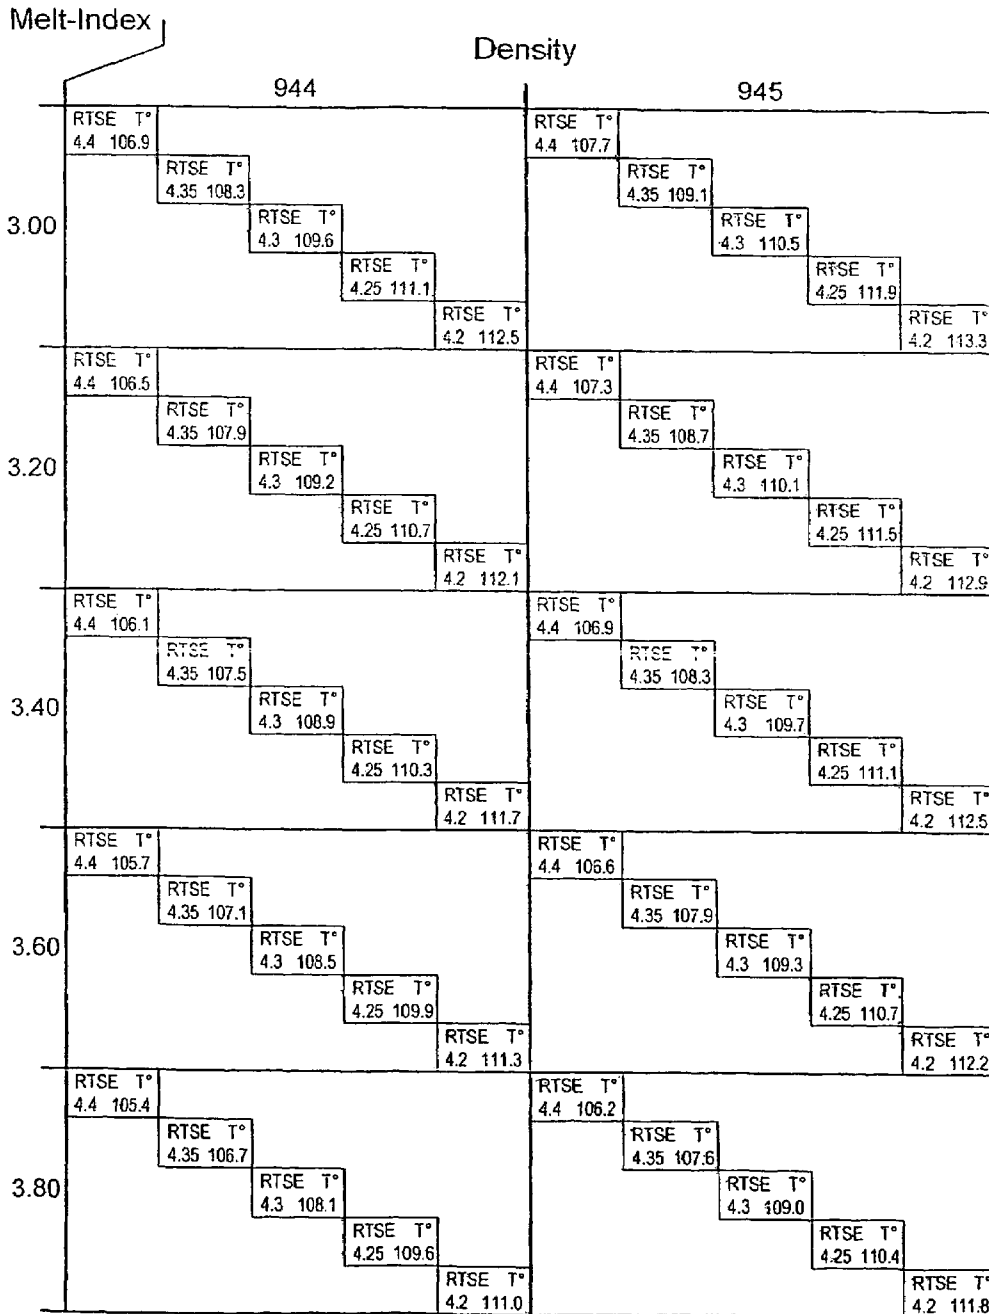 Melt-Index
Density
944 945
3.00
RTSE T° RTSE T°
4.4 106.9 4.4 107.7
RTSE T° RTSE T°
4.35 108.3 4.35 109.1
RTSE T° RTSE T°
4.3 109.6 4.3 110.5
RTSE T° RTSE T°
4.25 111.1 4.25 111.9
RTSE T° RTSE T°
4.2 112.5 4.2 113.3
3.20
RTSE T° RTSE T°
4.4 106.5 4.4 107.3
RTSE T° RTSE T°
4.35 107.9 4.35 108.7
RTSE T° RTSE T°
4.3 109.2 4.3 110.1
RTSE T° RTSE T°
4.25 110.7 4.25 111.5
RTSE T° RTSE T°
4.2 112.1 4.2 112.9
3.40
RTSE T° RTSE T°
4.4 106.1 4.4 106.9
RTSE T° RTSE T°
4.35 107.5 4.35 108.3
RTSE T° RTSE T°
4.3 108.9 4.3 109.7
RTSE T° RTSE T°
4.25 110.3 4.25 111.1
RTSE T° RTSE T°
4.2 111.7 4.2 112.5
3.60
RTSE T° RTSE T°
4.4 105.7 4.4 106.6
RTSE T° RTSE T°
4.35 107.1 4.35 107.9
RTSE T° RTSE T°
4.3 108.5 4.3 109.3
RTSE T° RTSE T°
4.25 109.9 4.25 110.7
RTSE T° RTSE T°
4.2 111.3 4.2 112.2
3.80
RTSE T° RTSE T°
4.4 105.4 4.4 106.2
RTSE T° RTSE T°
4.35 106.7 4.35 107.6
RTSE T° RTSE T°
4.3 108.1 4.3 109.0
RTSE T° RTSE T°
4.25 109.6 4.25 110.4
RTSE T° RTSE T°
4.2 111.0 4.2 111.8